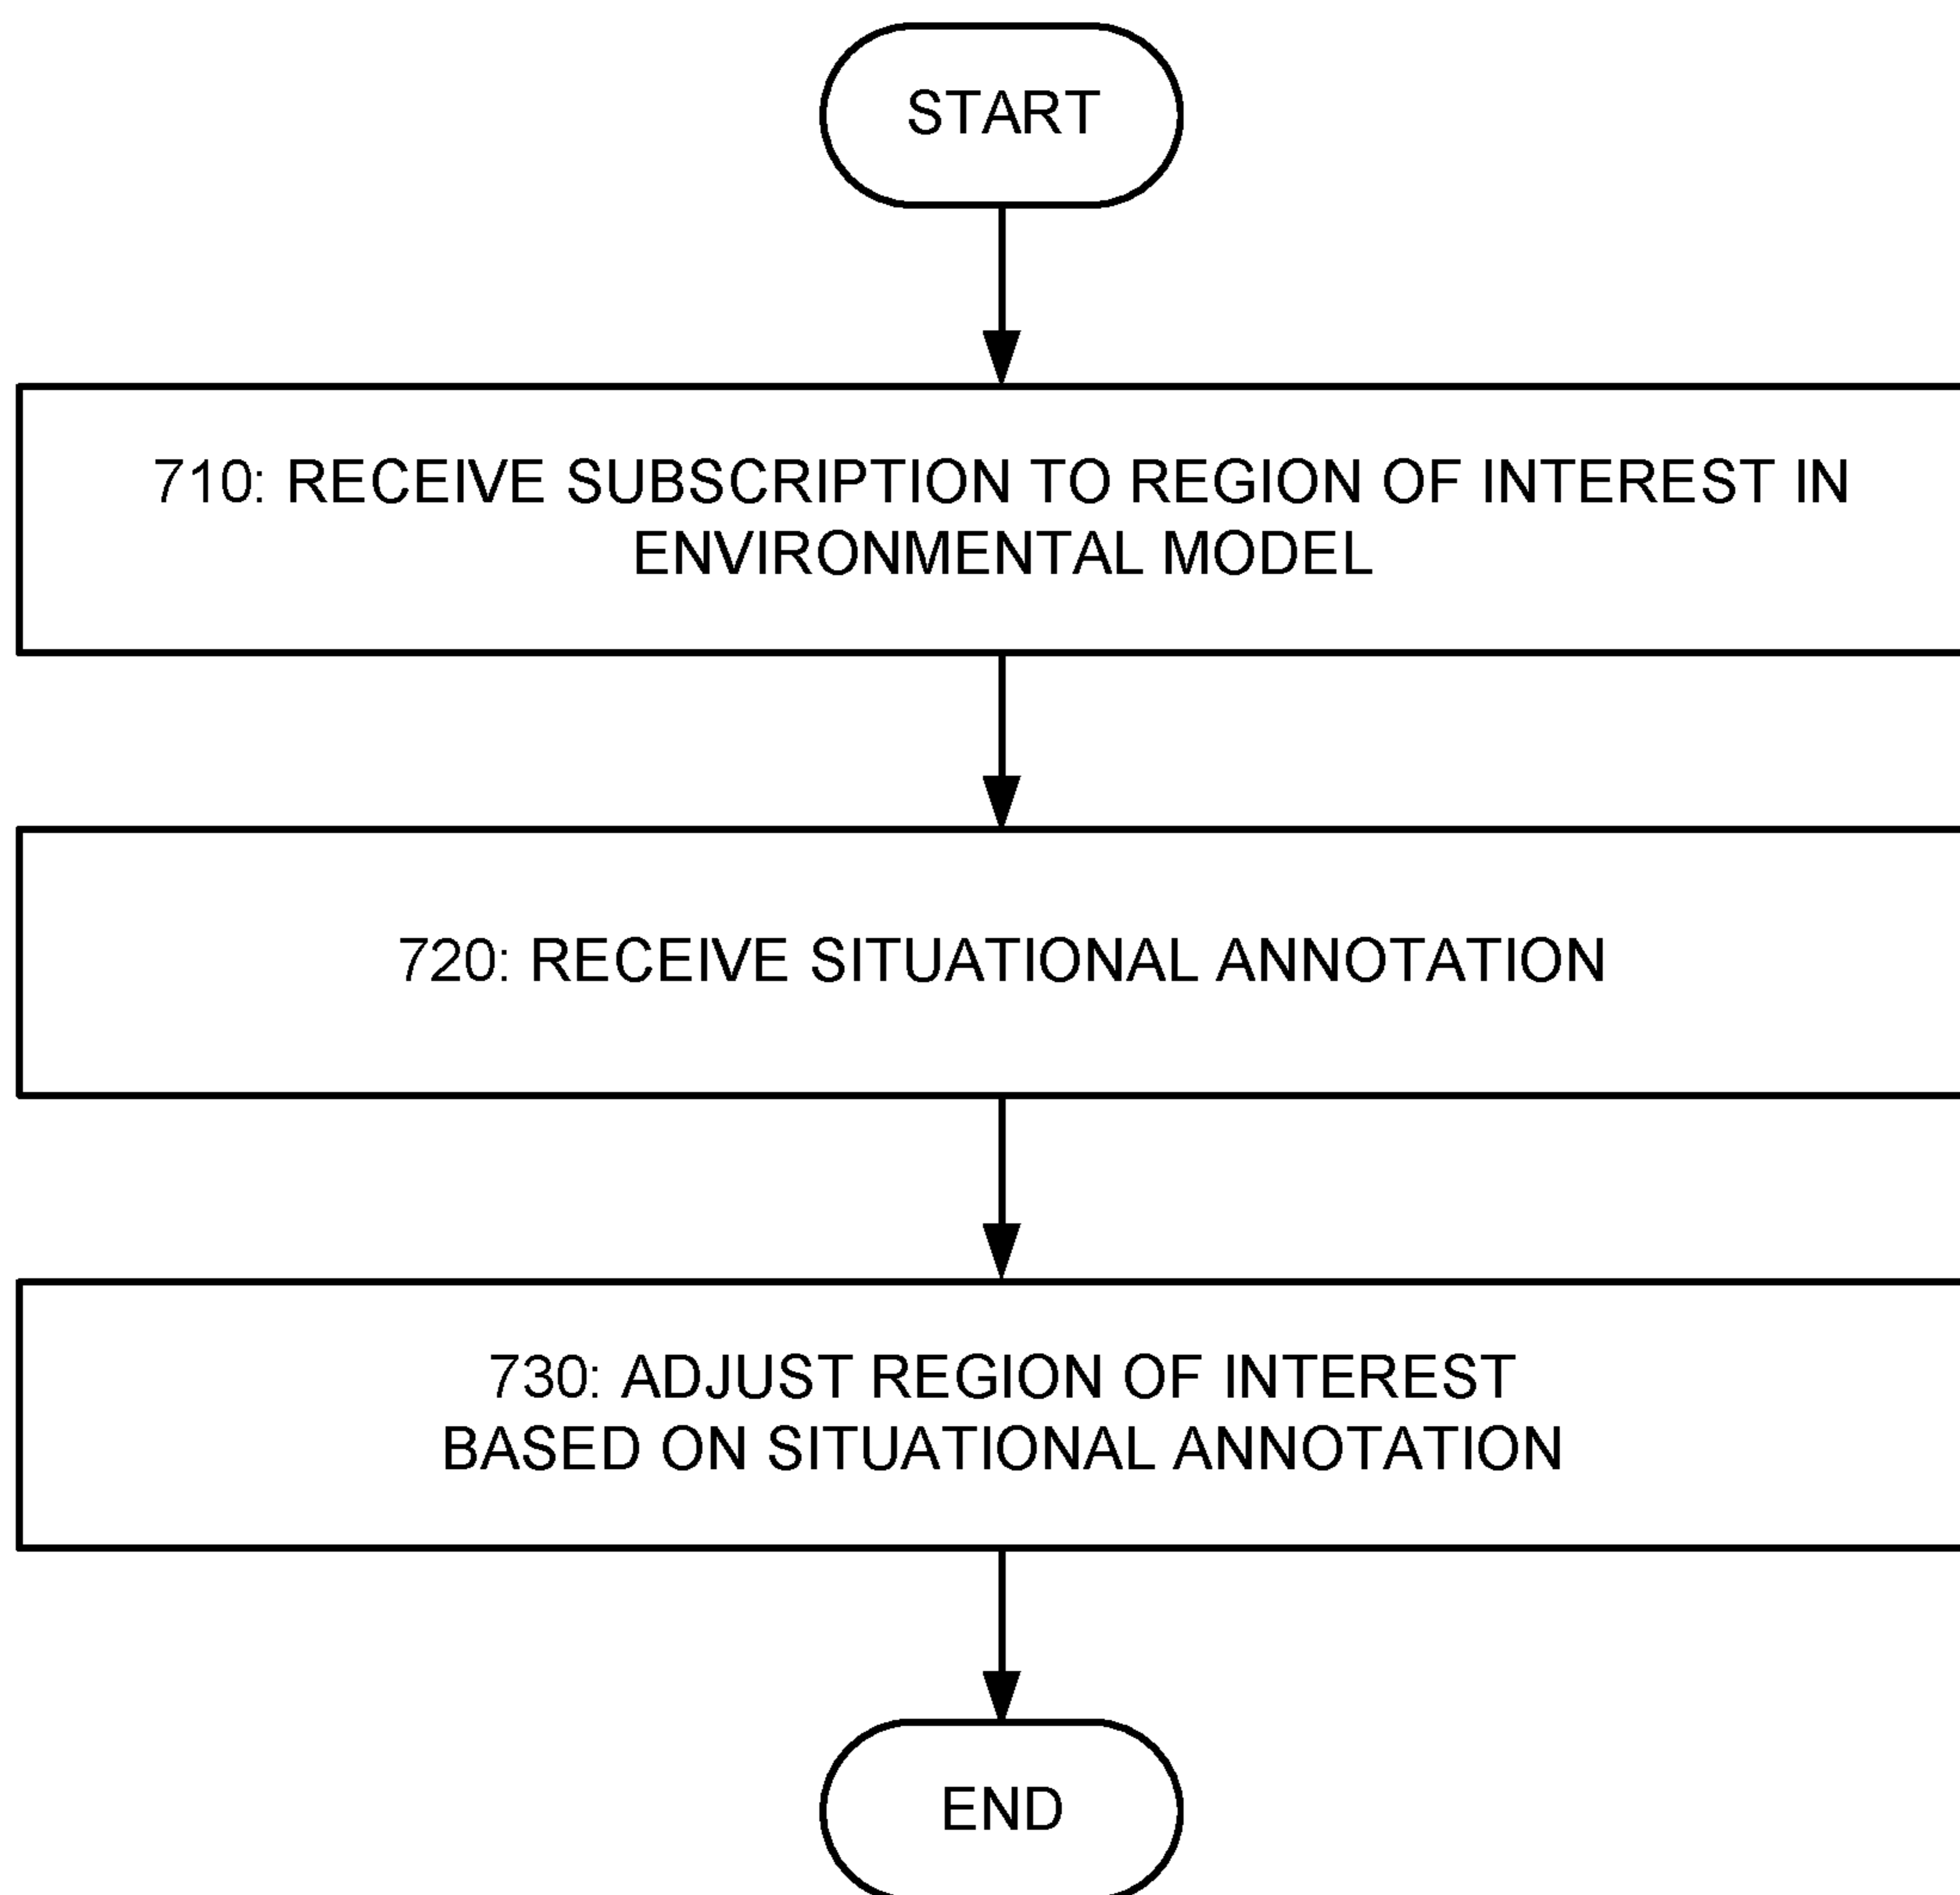 START
710: RECEIVE SUBSCRIPTION TO REGION OF INTEREST IN
ENVIRONMENTAL MODEL
720: RECEIVE SITUATIONAL ANNOTATION
730: ADJUST REGION OF INTEREST
BASED ON SITUATIONAL ANNOTATION
END